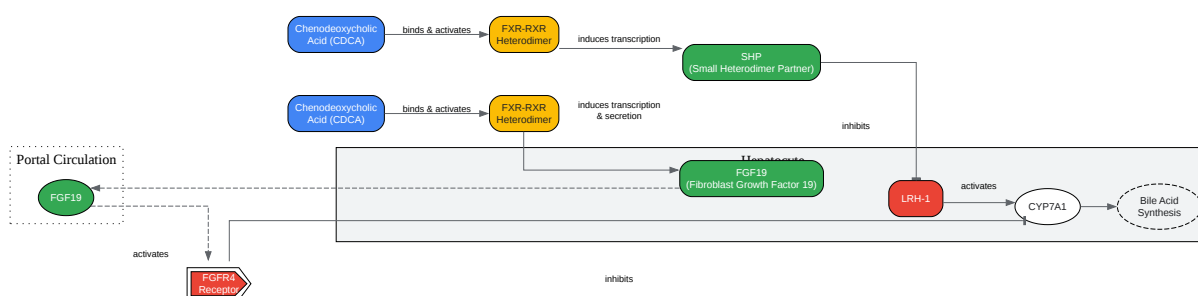 Chenodeoxycholic
Acid (CDCA)
binds & activates
FXR-RXR
Heterodimer
induces transcription
SHP
(Small Heterodimer Partner)
Chenodeoxycholic
Acid (CDCA)
binds & activates
FXR-RXR
Heterodimer
induces transcription
& secretion
inhibits
Portal Circulation
FGF19
Hepatocyte
FGF19
(Fibroblast Growth Factor 19)
LRH-1
activates
CYP7A1
Bile Acid
Synthesis
activates
FGFR4
Receptor
inhibits